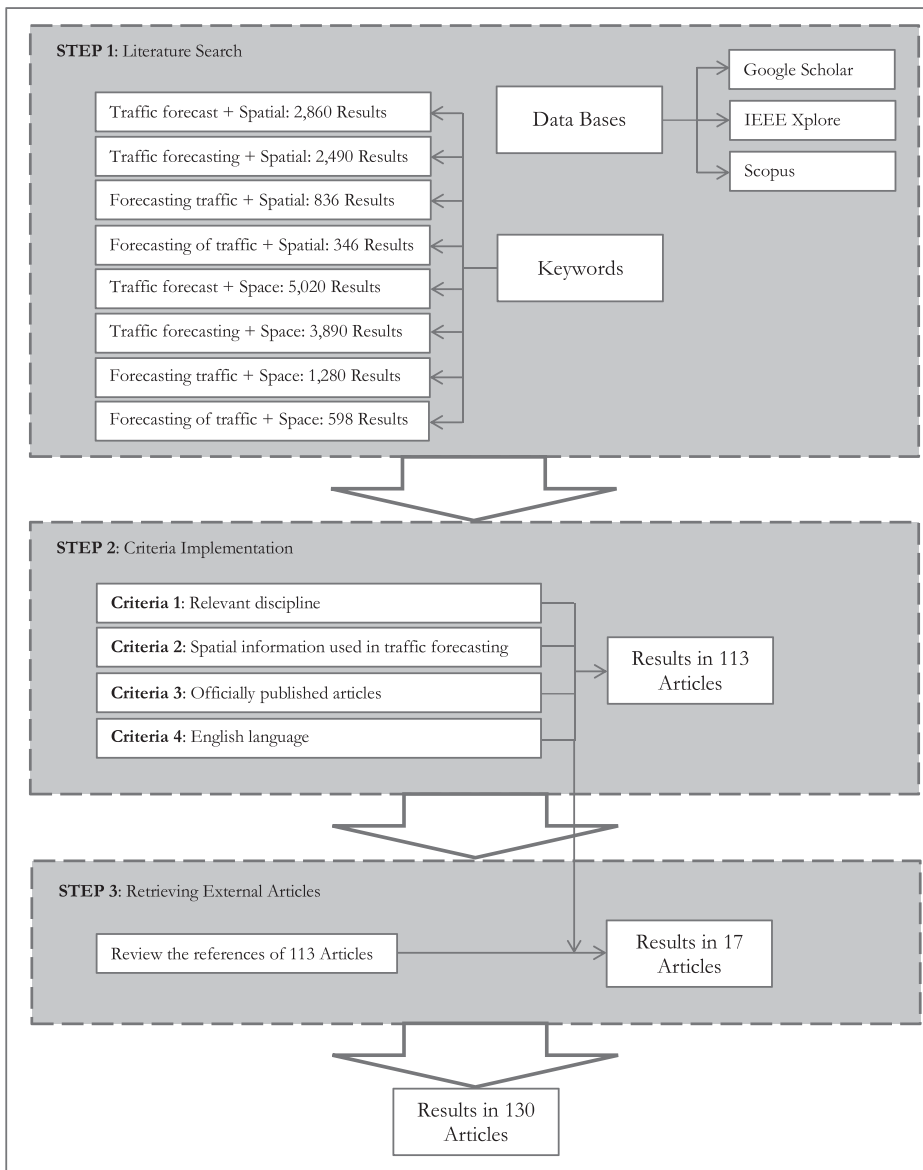 STEP 1: Literature Search
Traffic forecast + Spatial: 2,860 Results
Traffic forecasting + Spatial: 2,490 Results
Forecasting traffic + Spatial: 836 Results
Forecasting of traffic + Spatial: 346 Results
Traffic forecast + Space: 5,020 Results
Traffic forecasting + Space: 3,890 Results
Forecasting traffic + Space: 1,280 Results
Forecasting of traffic + Space: 598 Results
Data Bases
Google Scholar
IEEE Xplore
Scopus
Keywords
STEP 2: Criteria Implementation
Criteria 1: Relevant discipline
Criteria 2: Spatial information used in traffic forecasting
Criteria 3: Officially published articles
Criteria 4: English language
Results in 113
Articles
STEP 3: Retrieving External Articles
Review the references of 113 Articles
Results in 17
Articles
Results in 130
Articles